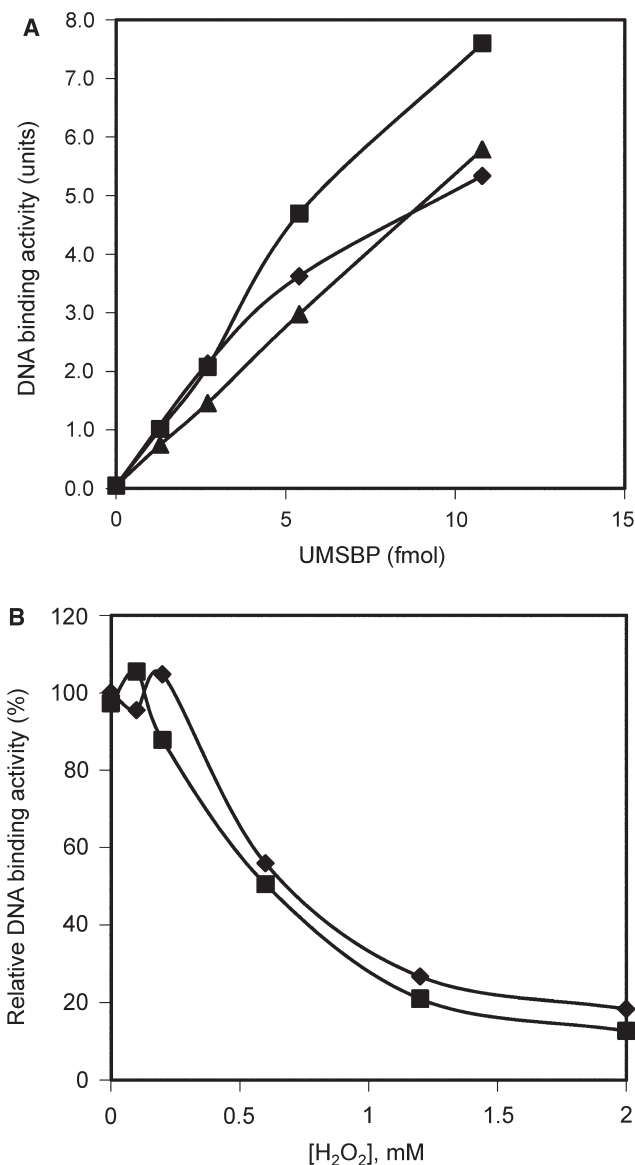 A
8.0
7.0
6.0
5.0
4.0
3.0
2.0
1.0
0.0
DNA binding activity (units)
0 5 10 15
UMSBP (fmol)
B
120
100
80
60
40
20
0
Relative DNA binding activity (%)
0 0.5 1 1.5 2
[H₂O₂], mM